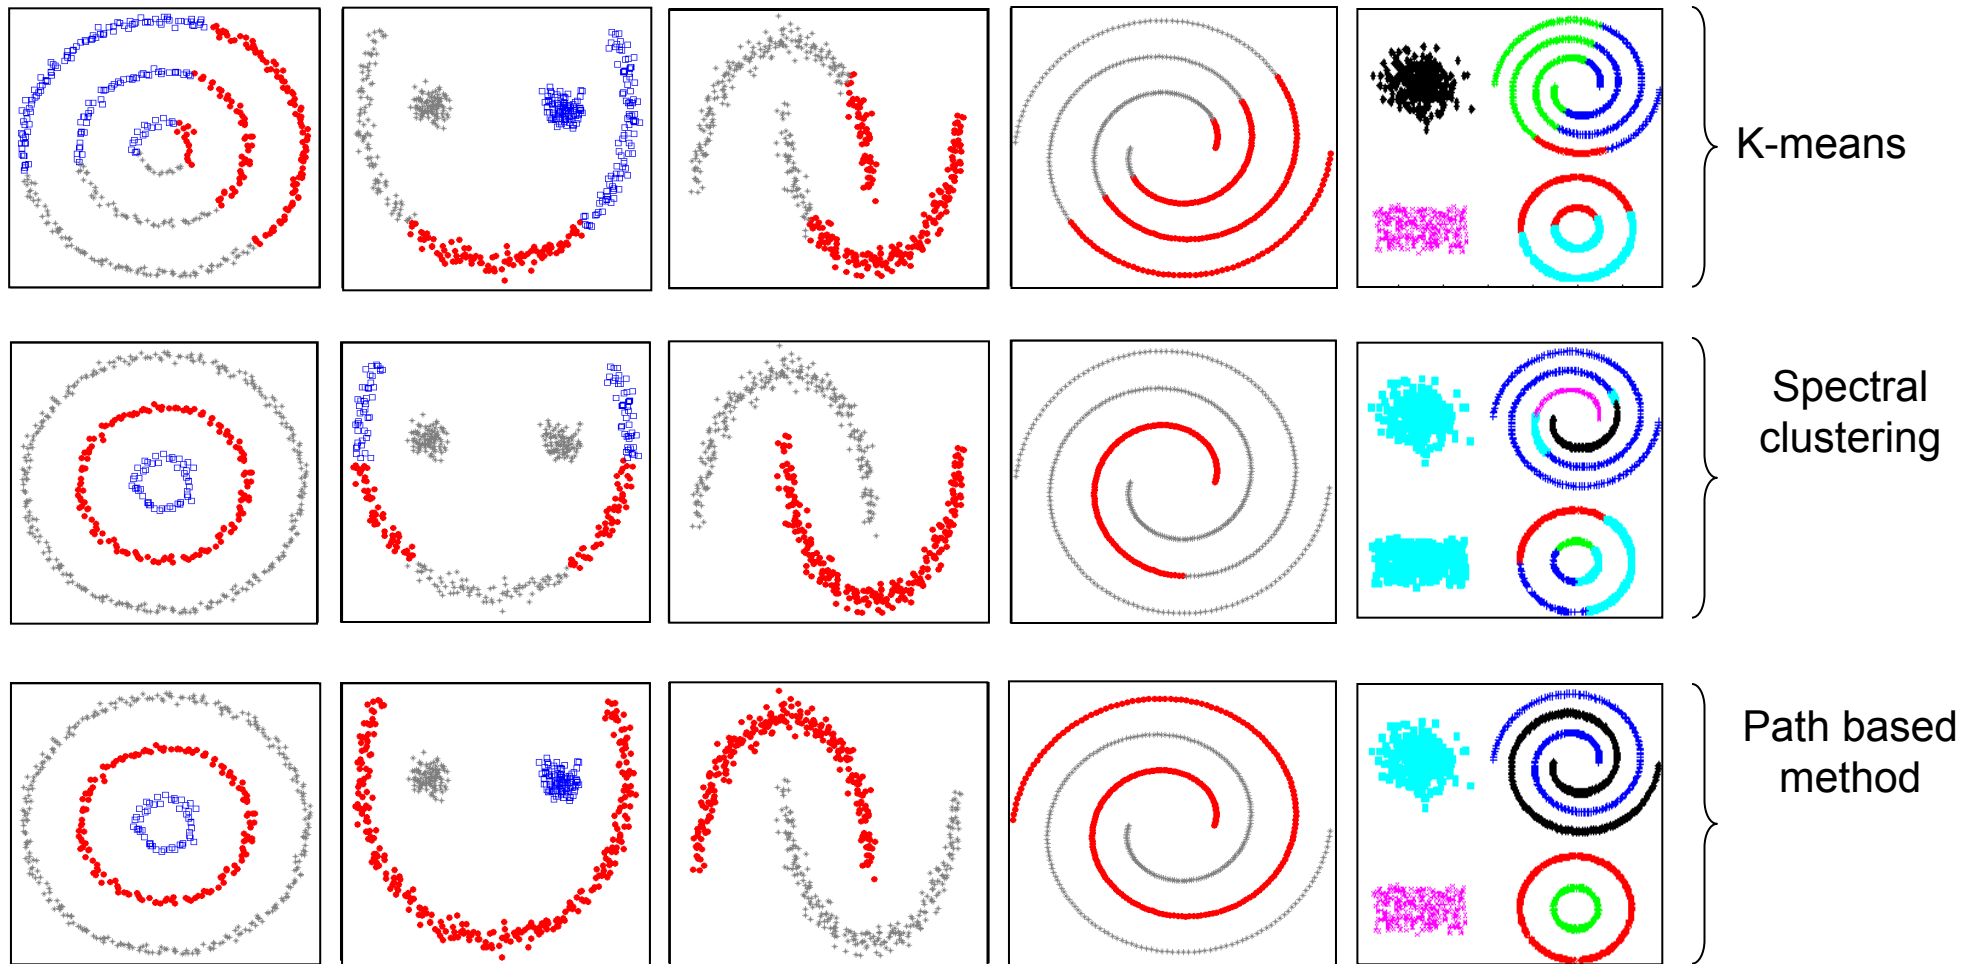 K-means
Spectral
clustering
Path based
method